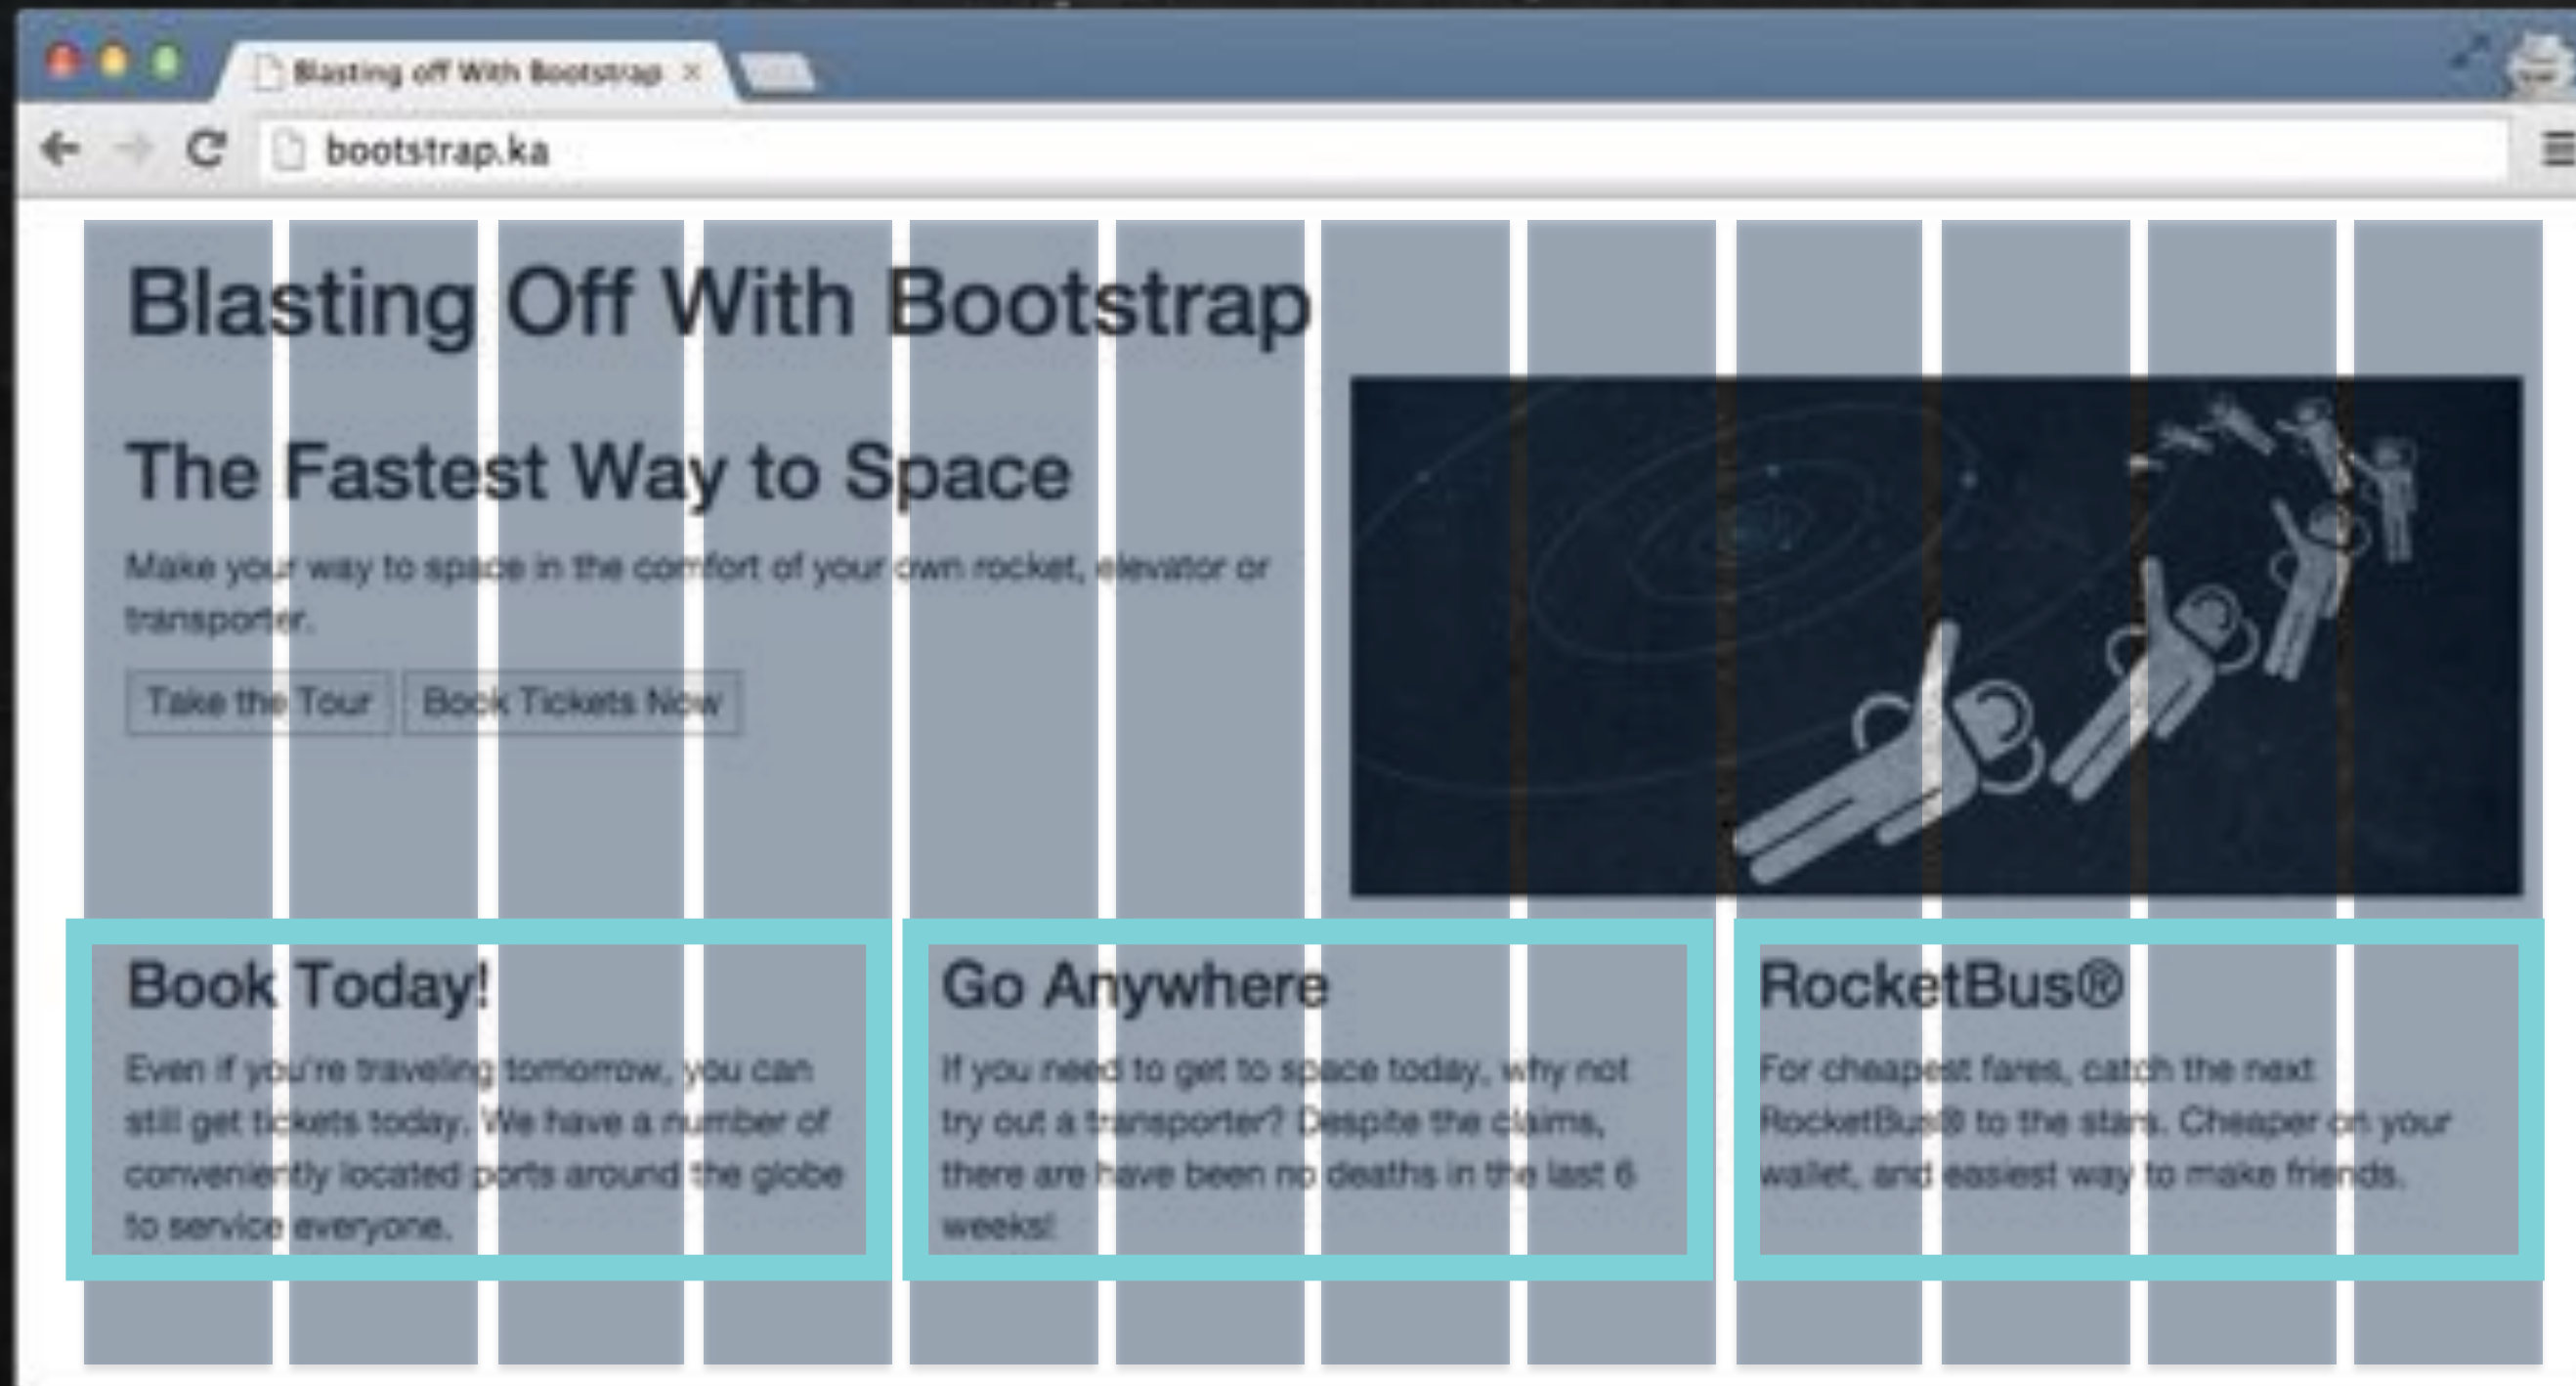 Blasting off With Bootstrap
bootstrap.ka
Blasting Off With Bootstrap
The Fastest Way to Space
Make your way to space in the comfort of your own rocket, elevator or
transporter.
Take the Tour
Book Tickets Now
Book Today!
Even if you're traveling tomorrow, you can
still get tickets today. We have a number of
conveniently located ports around the globe
to service everyone.
Go Anywhere
If you need to get to space today, why not
try out a transporter? Despite the claims,
there are have been no deaths in the last 6
weeks!
RocketBus®
For cheapest fares, catch the next
RocketBus® to the stars. Cheaper on your
wallet, and easiest way to make friends.